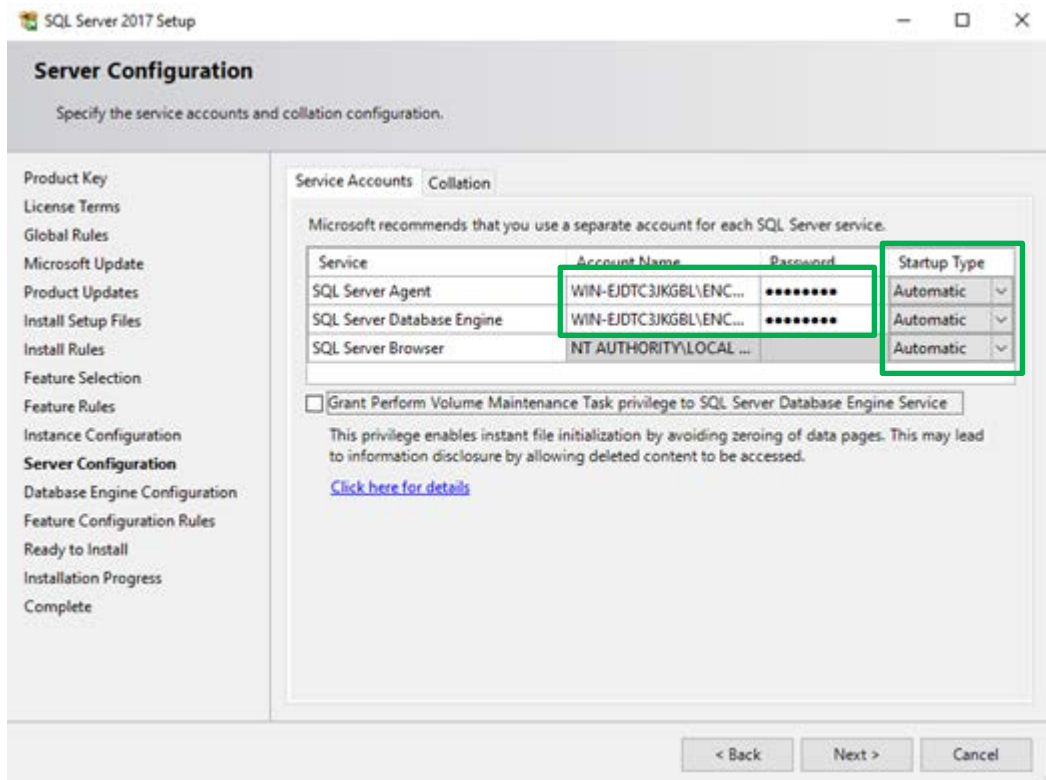 SQL Server 2017 Setup
Server Configuration
Specify the service accounts and collation configuration.
Product Key
License Terms
Global Rules
Microsoft Update
Product Updates
Install Setup Files
Install Rules
Feature Selection
Feature Rules
Instance Configuration
Server Configuration
Database Engine Configuration
Feature Configuration Rules
Ready to Install
Installation Progress
Complete
Service Accounts Collation
Microsoft recommends that you use a separate account for each SQL Server service.
Service Account Name Password Startup Type
SQL Server Agent WIN-EJDTC3JKGBL\ENC... ●●●●●●●● Automatic
SQL Server Database Engine WIN-EJDTC3JKGBL\ENC... ●●●●●●●● Automatic
SQL Server Browser NT AUTHORITY\LOCAL ... Automatic
Grant Perform Volume Maintenance Task privilege to SQL Server Database Engine Service
This privilege enables instant file initialization by avoiding zeroing of data pages. This may lead
to information disclosure by allowing deleted content to be accessed.
Click here for details
< Back Next > Cancel